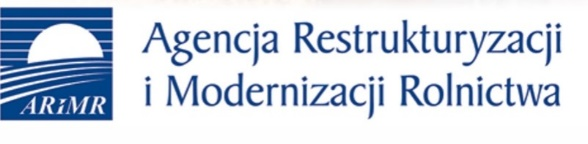 Agencja Restrukturyzacji
i Modernizacji Rolnictwa
ARiMR